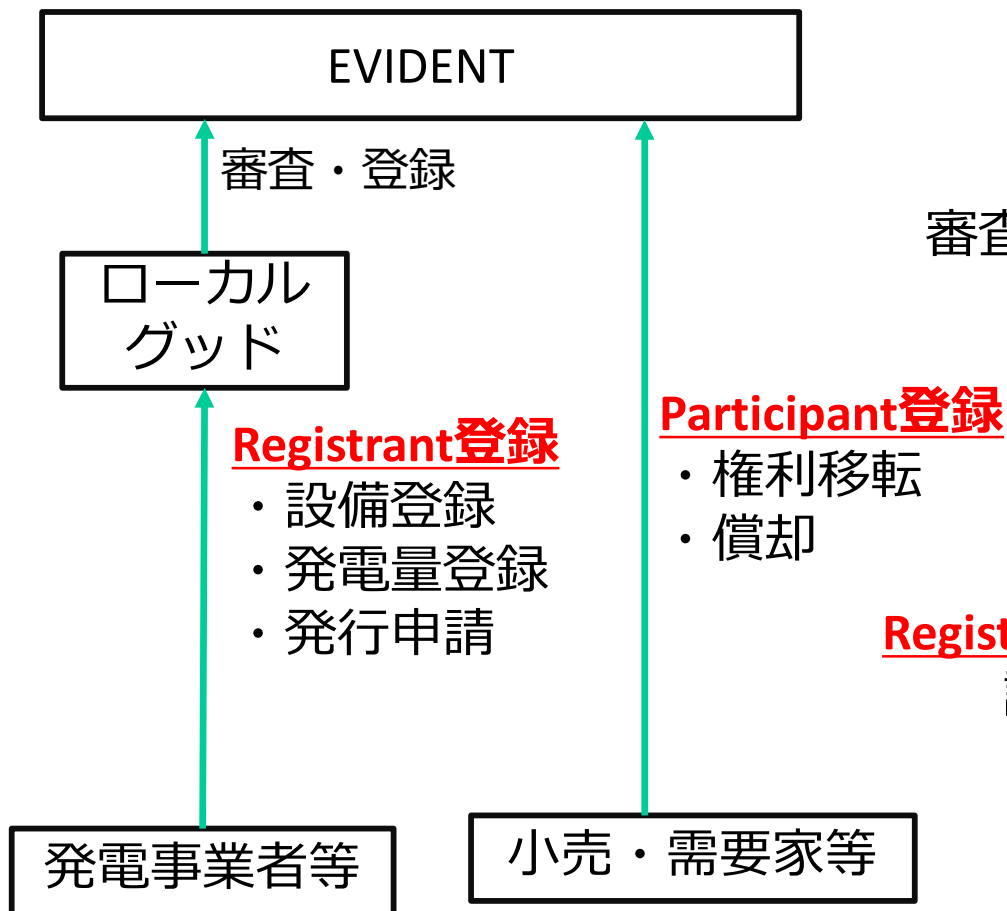 EVIDENT
審査・登録
審査
ローカル
グッド
Registrant登録
・設備登録
・発電量登録
・発行申請
Participant登録
・権利移転
・償却
Regist
発電事業者等
小売・需要家等